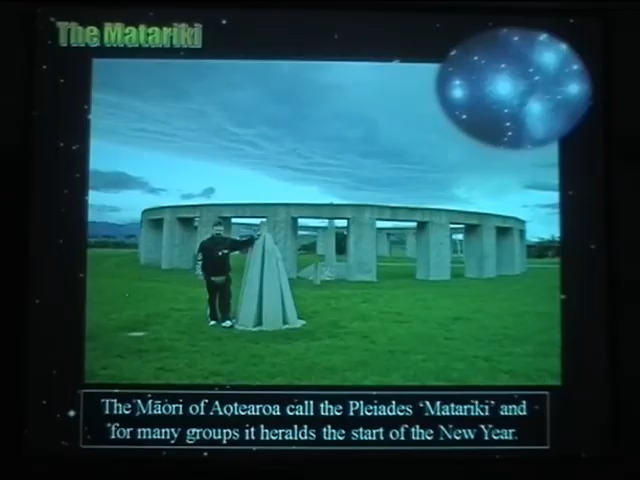 The Matariki
The Māori of Aotearoa call the Pleiades ‘Matariki’ and
for many groups it heralds the start of the New Year.